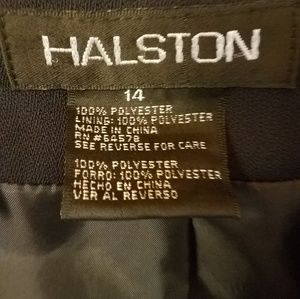 HALSTON
14
100% POLYESTER
LINING: 100% POLYESTER
MADE IN CHINA
RN #64578
SEE REVERSE FOR CARE
100% POLYESTER
FORRO: 100% POLYESTER
HECHO EN CHINA
VER AL REVERSO